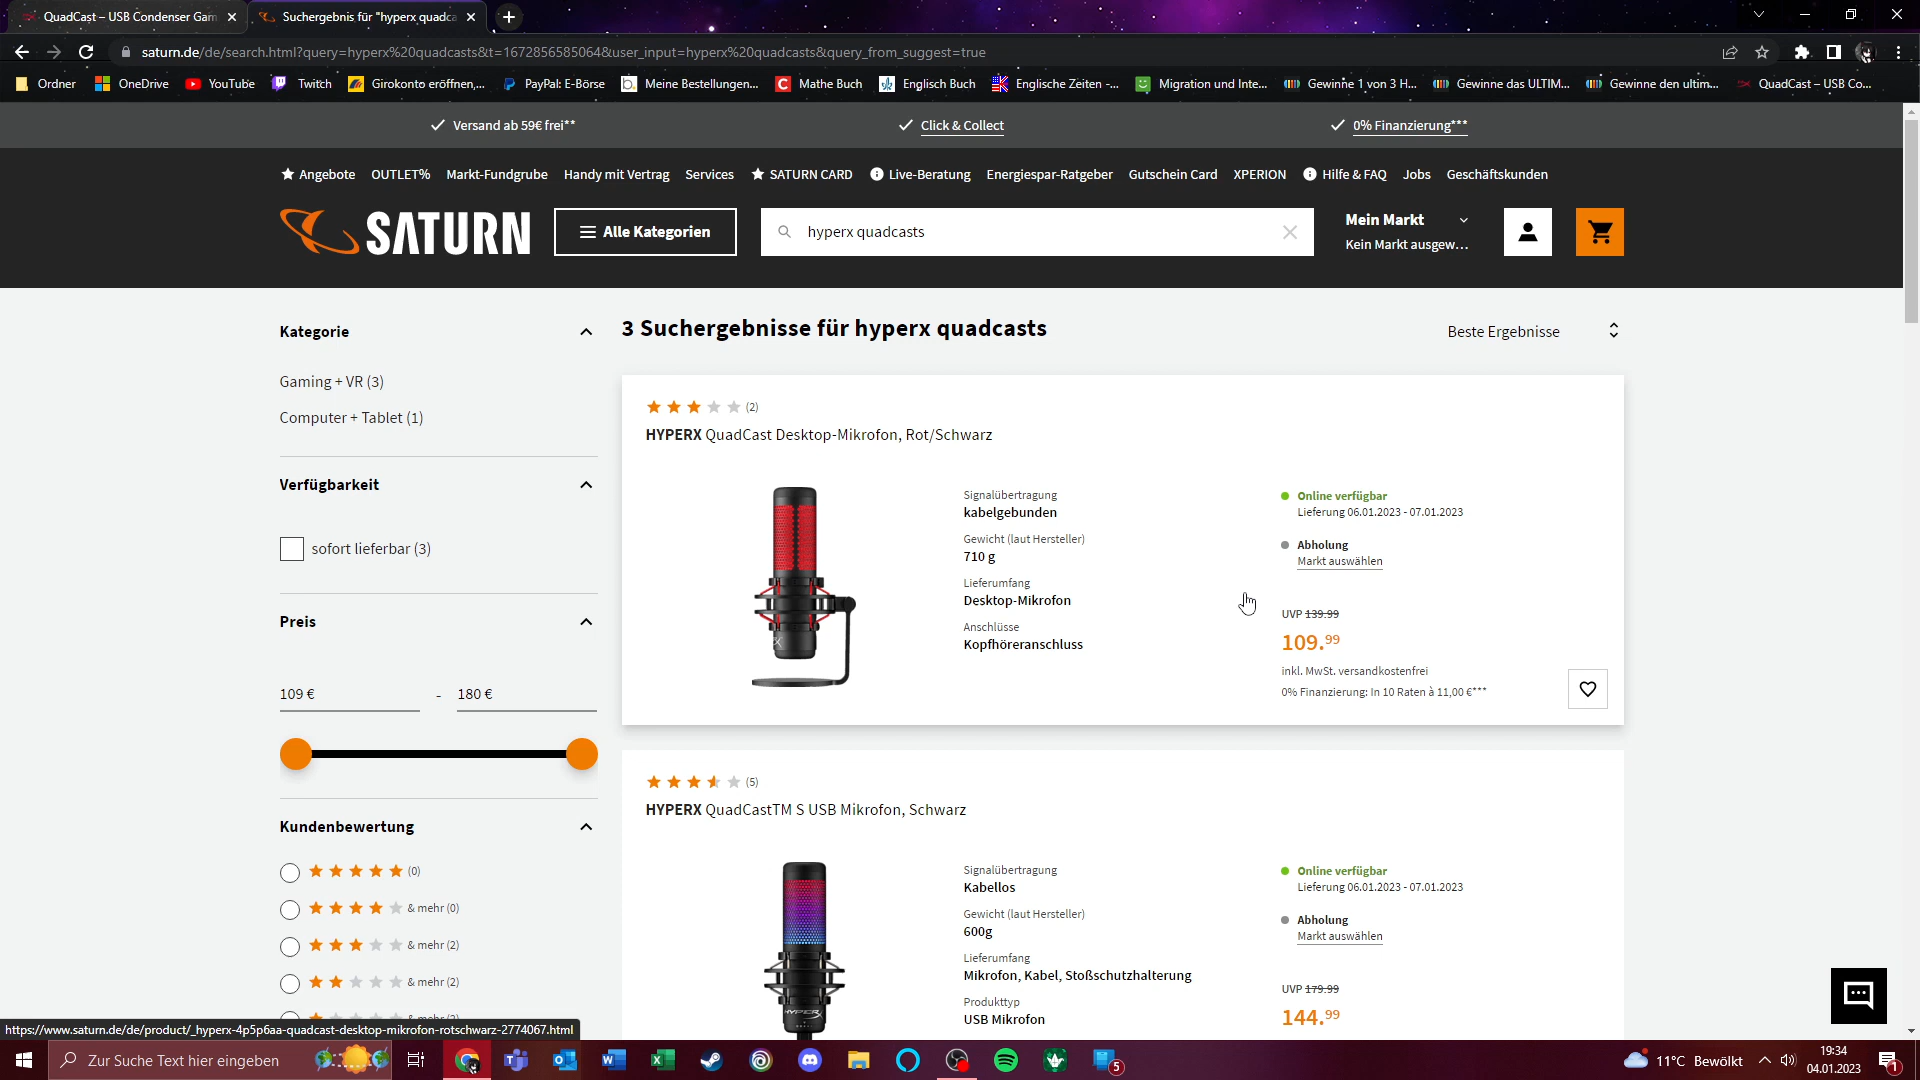 QuadCast – USB Condenser Gam
Suchergebnis für "hyperx quadca
saturn.de/de/search.html?query=hyperx%20quadcasts&t=1672856585064&user_input=hyperx%20quadcasts&query_from_suggest=true
Ordner
OneDrive
YouTube
Twitch
Girokonto eröffnen,...
PayPal: E-Börse
Meine Bestellungen...
Mathe Buch
Englisch Buch
Englische Zeiten -...
Migration und Inte...
Gewinne 1 von 3 H...
Gewinne das ULTIM...
Gewinne den ultim...
QuadCast – USB Co...
Versand ab 59€ frei**
Click & Collect
0% Finanzierung***
Angebote
OUTLET%
Markt-Fundgrube
Handy mit Vertrag
Services
SATURN CARD
Live-Beratung
Energiespar-Ratgeber
Gutschein Card
XPERION
Hilfe & FAQ
Jobs
Geschäftskunden
SATURN
Alle Kategorien
hyperx quadcasts
Mein Markt
Kein Markt ausgew...
Kategorie
Gaming + VR (3)
Computer + Tablet (1)
Verfügbarkeit
sofort lieferbar (3)
Preis
109 €
-
180 €
Kundenbewertung
(0)
& mehr (0)
& mehr (2)
& mehr (2)
3 Suchergebnisse für hyperx quadcasts
Beste Ergebnisse
(2)
HYPERX QuadCast Desktop-Mikrofon, Rot/Schwarz
Signalübertragung
kabelgebunden
Gewicht (laut Hersteller)
710 g
Lieferumfang
Desktop-Mikrofon
Anschlüsse
Kopfhöreranschluss
Online verfügbar
Lieferung 06.01.2023 - 07.01.2023
Abholung
Markt auswählen
UVP 139.99
109.99
inkl. MwSt. versandkostenfrei
0% Finanzierung: In 10 Raten à 11,00 €***
(5)
HYPERX QuadCastTM S USB Mikrofon, Schwarz
Signalübertragung
Kabellos
Gewicht (laut Hersteller)
600g
Lieferumfang
Mikrofon, Kabel, Stoßschutzhalterung
Produkttyp
USB Mikrofon
HYPERX
Online verfügbar
Lieferung 06.01.2023 - 07.01.2023
Abholung
Markt auswählen
UVP 179.99
144.99
https://www.saturn.de/de/product/_hyperx-4p5p6aa-quadcast-desktop-mikrofon-rotschwarz-2774067.html
Zur Suche Text hier eingeben
5
11°C Bewölkt
19:34
04.01.2023
1